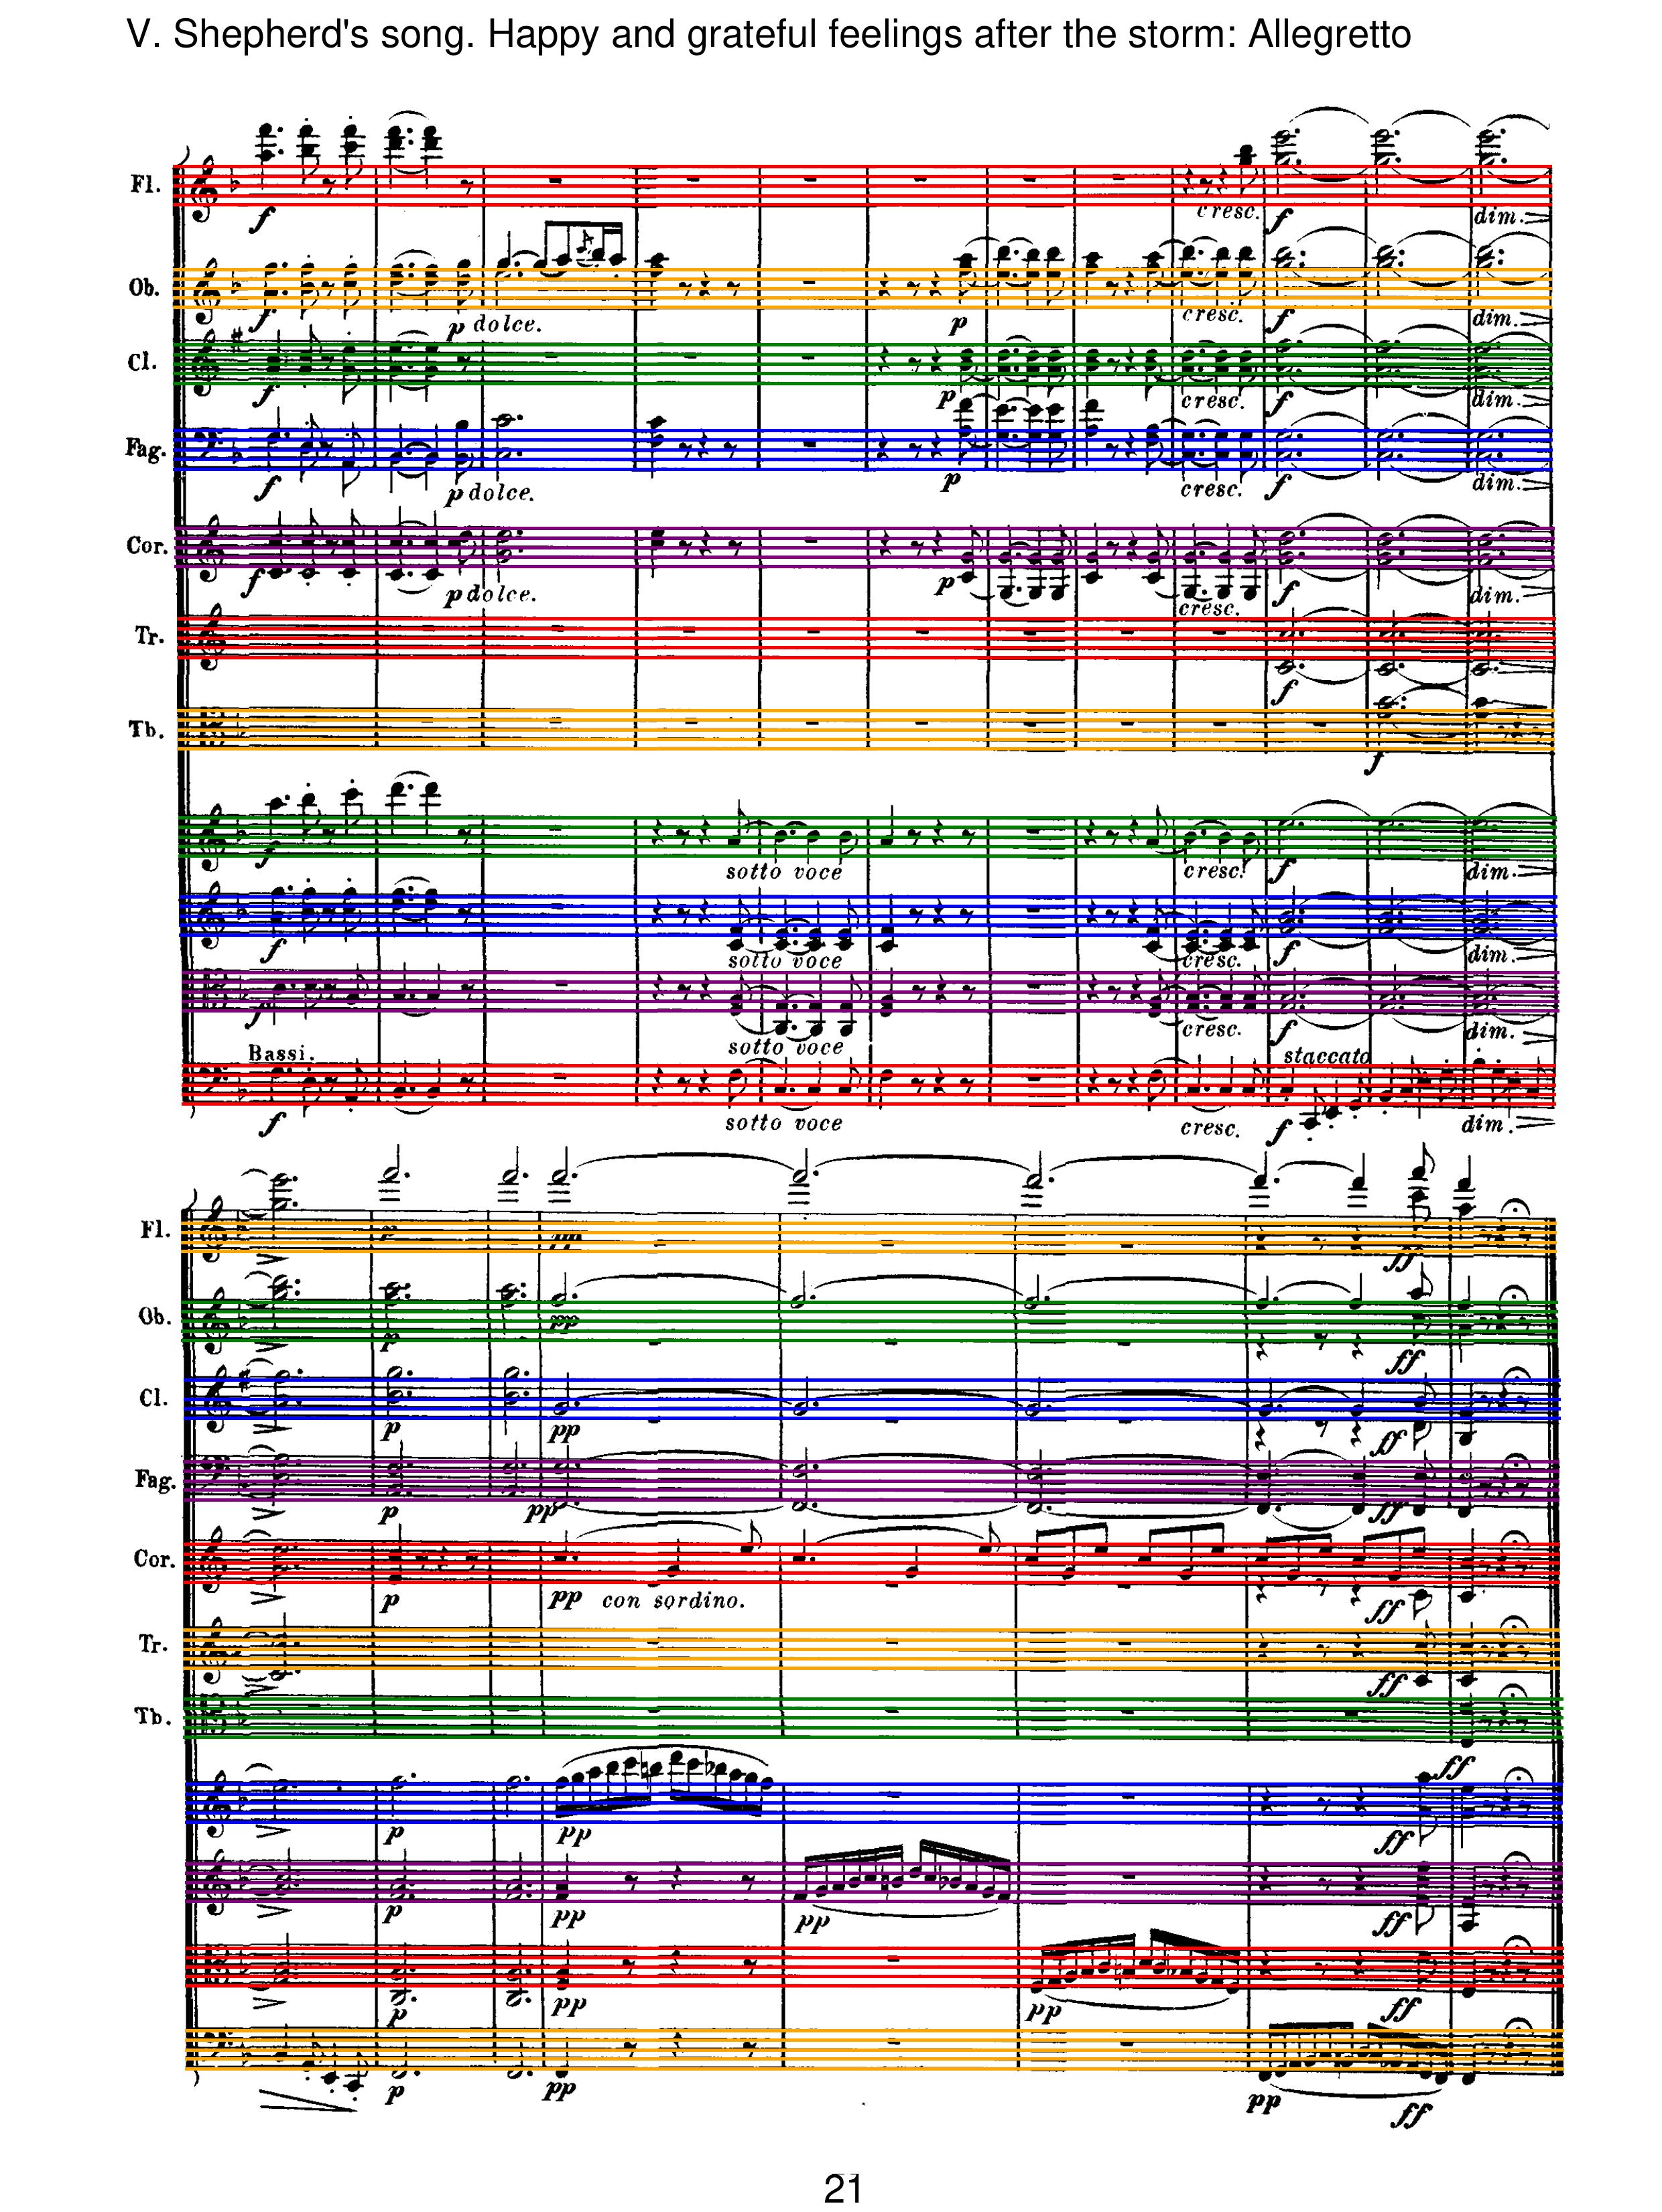 V. Shepherd's song. Happy and grateful feelings after the storm: Allegretto
Fl.
f
cresc.
f
dim.
Ob.
f
p dolce.
p
cresc.
f
dim.
Cl.
f
p
cresc.
f
dim.
Fag.
f
p dolce.
p
cresc.
f
dim.
Cor.
f
p dolce.
p
cresc.
f
dim.
Tr.
f
Tb.
f
f
sotto voce
cresc.
f
dim.
f
sotto voce
cresc.
f
dim.
f
sotto voce
cresc.
f
dim.
Bassi.
staccato
f
sotto voce
cresc.
f
dim.
Fl.
p
pp
ff
Ob.
p
pp
ff
Cl.
p
pp
ff
Fag.
p
pp
ff
Cor.
p
pp con sordino.
ff
Tr.
ff
Tb.
ff
p
pp
ff
p
pp
pp
ff
p
pp
pp
ff
p
pp
pp
ff
21